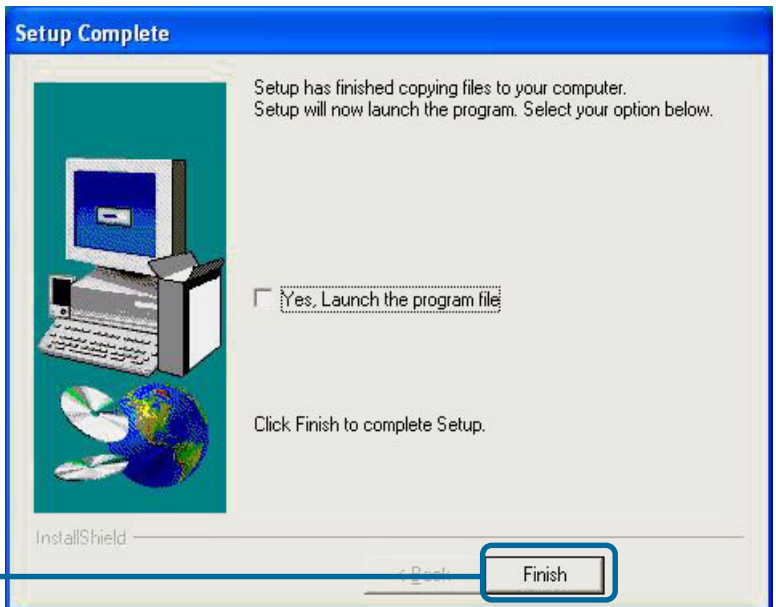 Setup Complete
Setup has finished copying files to your computer.
Setup will now launch the program. Select your option below.
Yes, Launch the program file
Click Finish to complete Setup.
InstallShield
< Back
Finish